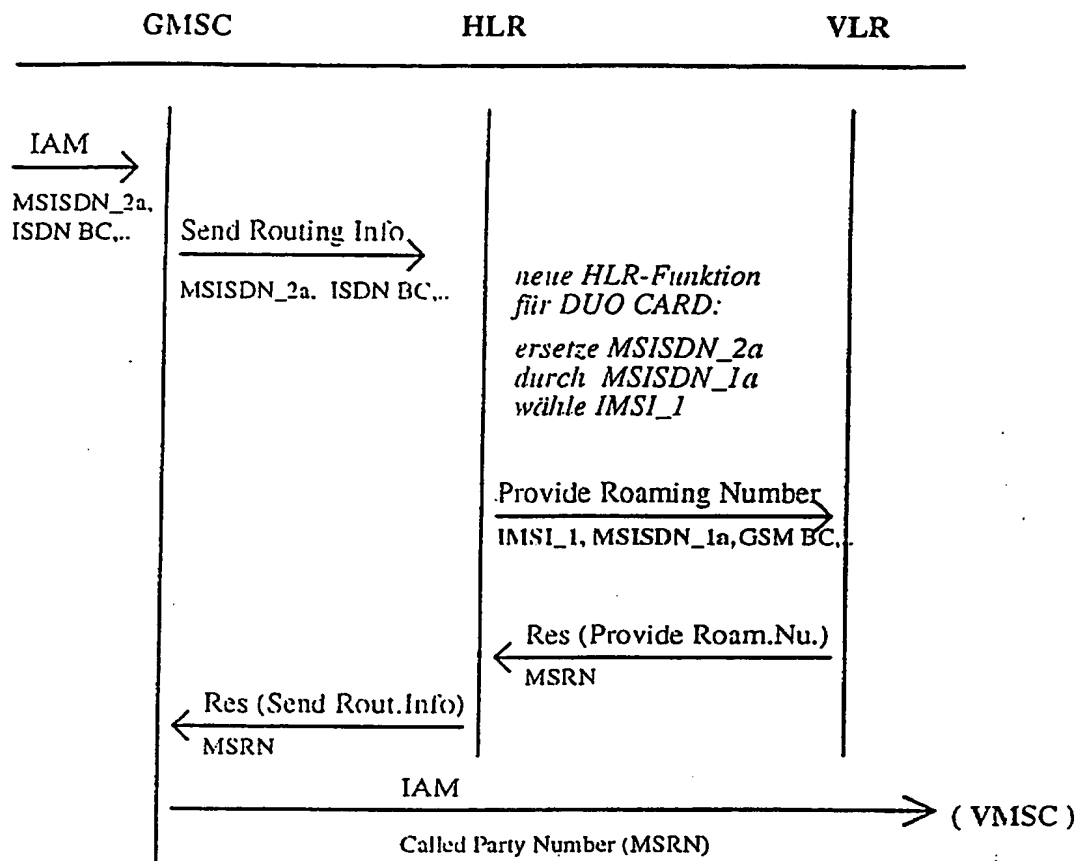 GMSC HLR VLR
IAM
MSISDN_2a,
ISDN BC,..
Send Routing Info
MSISDN_2a. ISDN BC,..
neue HLR-Funktion
für DUO CARD:
ersetze MSISDN_2a
durch MSISDN_1a
wähle IMSI_1
Provide Roaming Number
IMSI_1, MSISDN_1a, GSM BC,..
Res (Provide Roam.Nu.)
MSRN
Res (Send Rout.Info)
MSRN
IAM
( VMSC )
Called Party Number (MSRN)